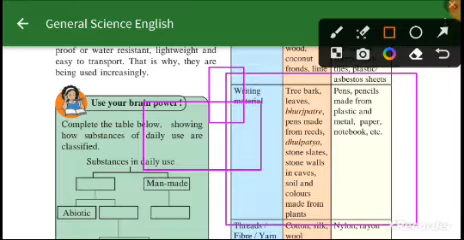 General Science English
proof or water resistant, lightweight and
easy to transport. That is why, they are
being used increasingly.
Use your brain power!
Complete the table below, showing
how substances of daily use are
classified.
Substances in daily use
Man-made
Abiotic
wood,
coconut
fronds, lime
tiles, plastic/
asbestos sheets
Writing
material
Tree bark,
leaves,
bhurjpatre,
pens made
from reeds,
dhulpatya,
stone slates,
stone walls
in caves,
soil and
colours
made from
plants
Pens, pencils
made from
plastic and
metal, paper,
notebook, etc.
Threads -
Fibre / Yarn
Cotton, silk,
wool
Nylon, rayon